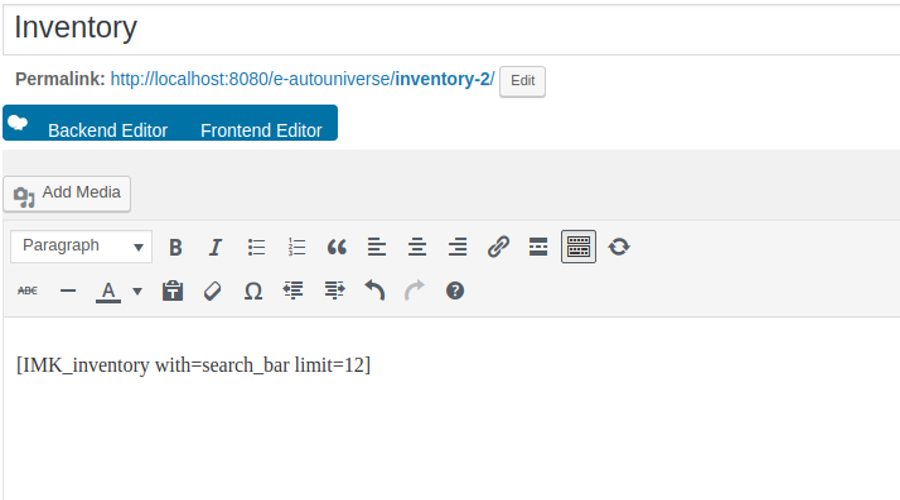 Inventory
Permalink: http://localhost:8080/e-autouniverse/inventory-2/ Edit
Backend Editor Frontend Editor
Add Media
Paragraph B I
ABC A
[IMK_inventory with=search_bar limit=12]